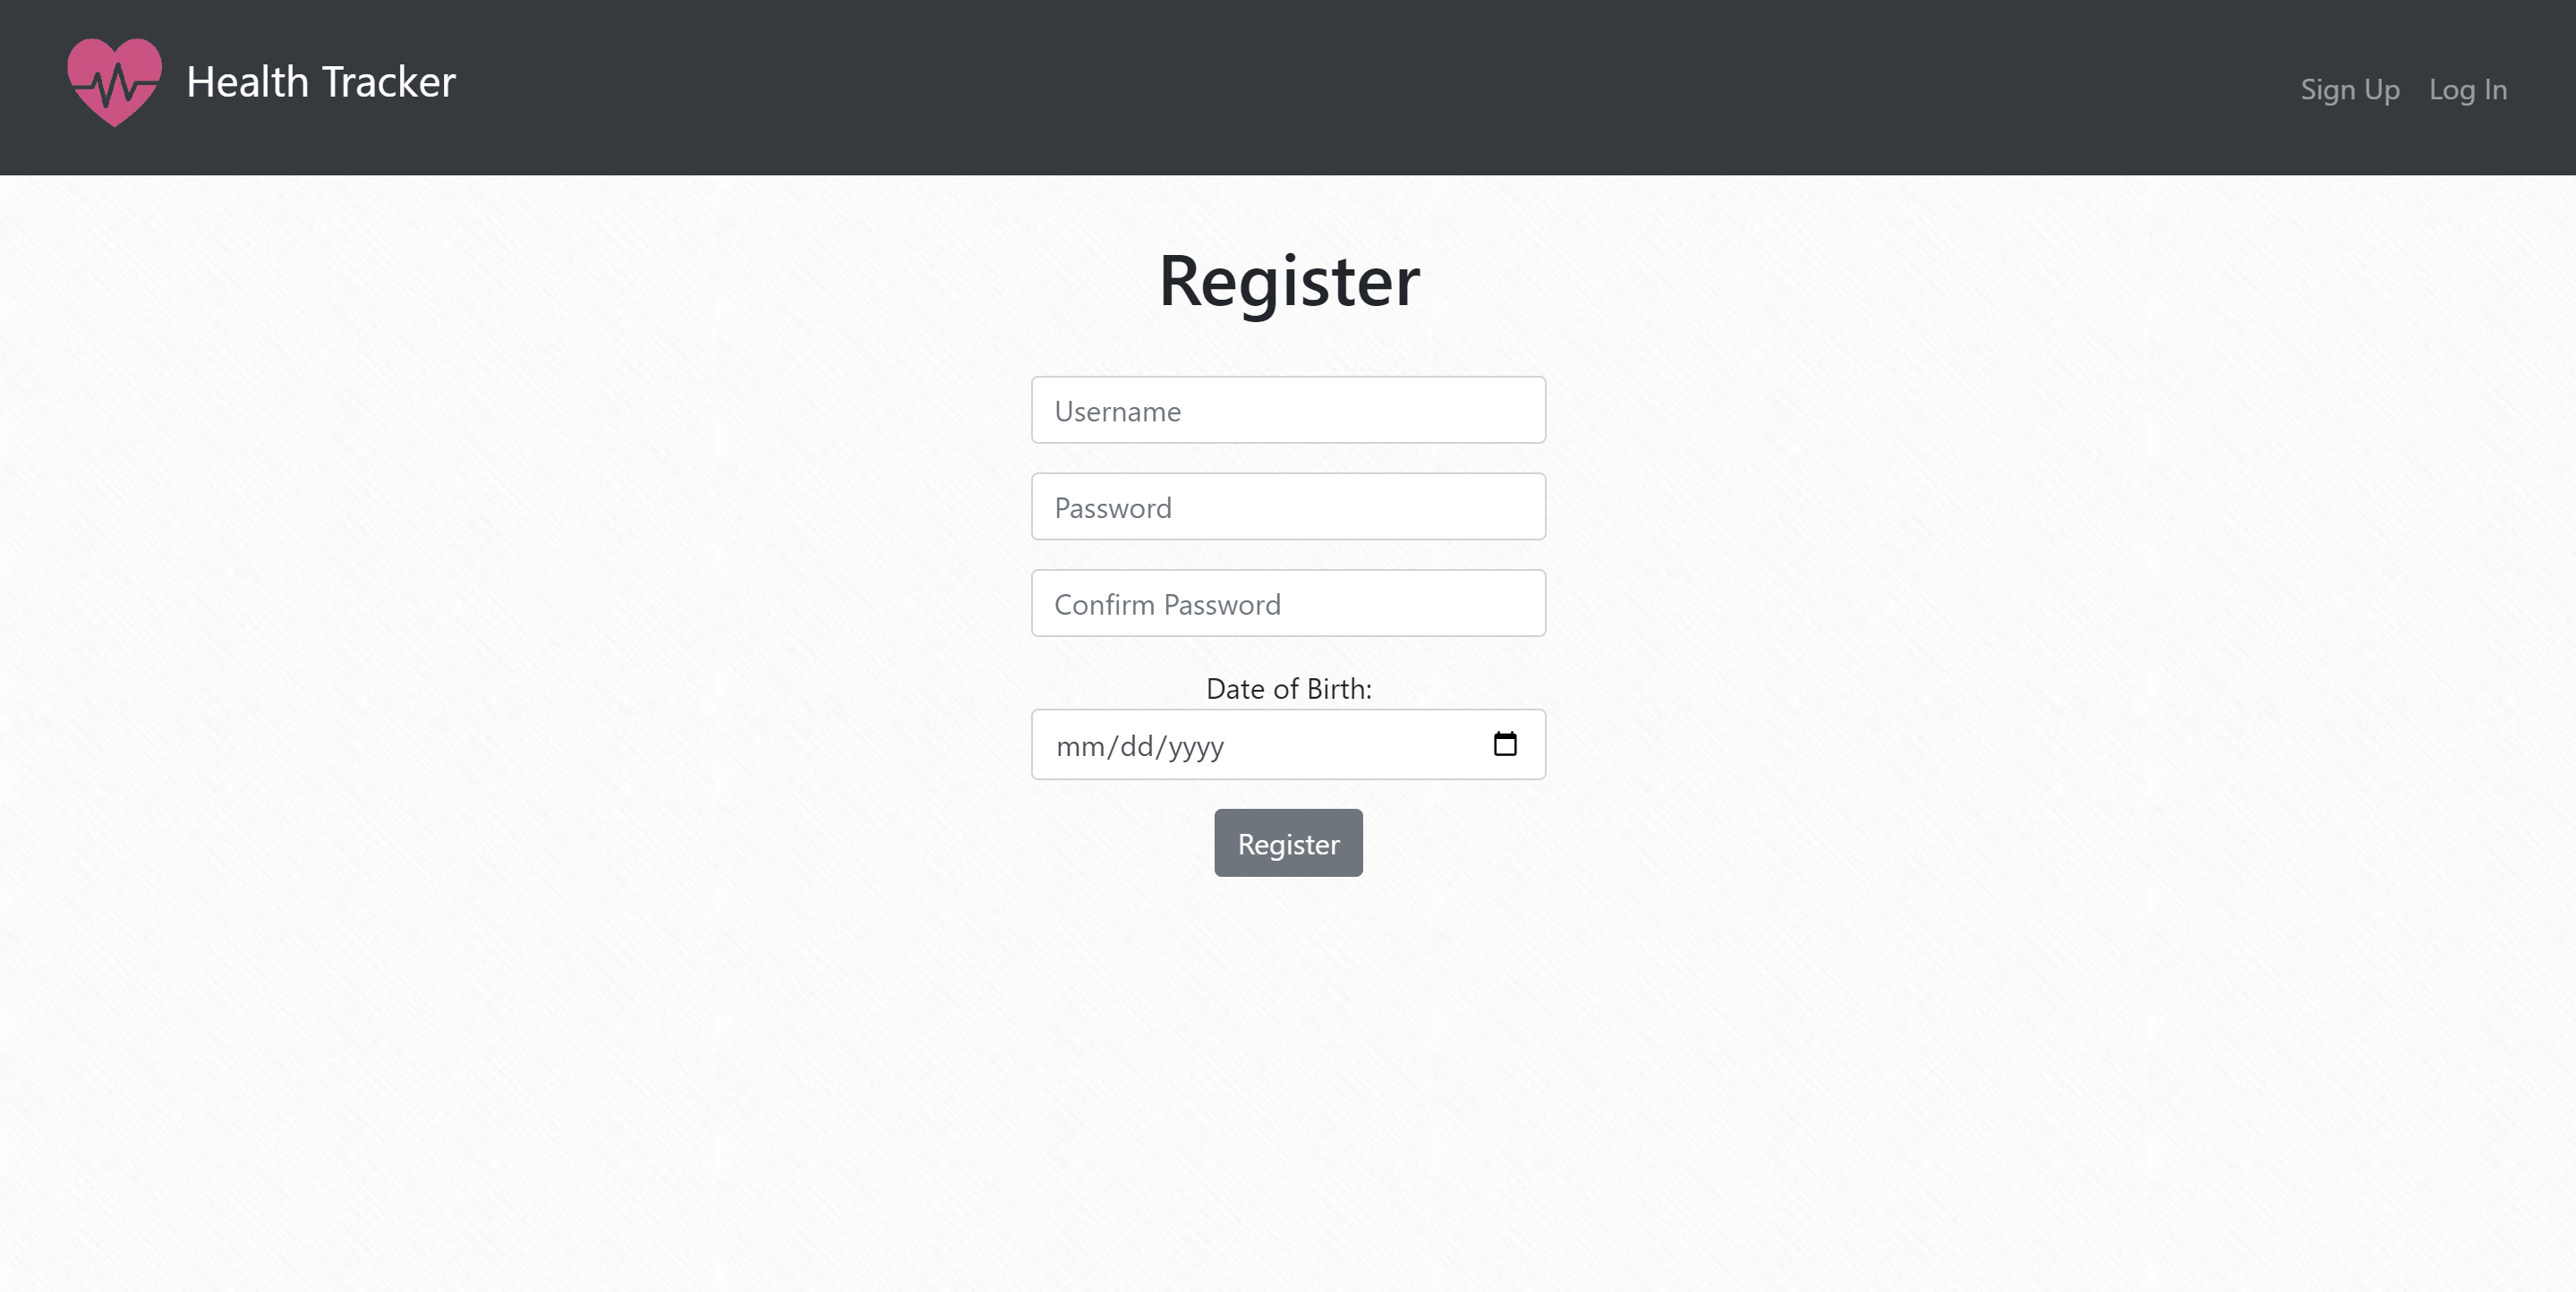 Health Tracker
Sign Up Log In
Register
Username
Password
Confirm Password
Date of Birth:
mm/dd/yyyy
Register